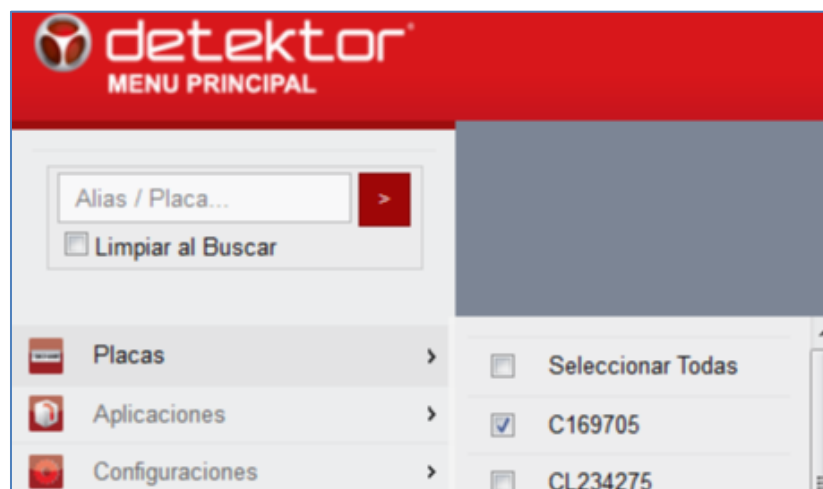 detektor
MENU PRINCIPAL
Alias / Placa...
>
Limpiar al Buscar
Placas
Aplicaciones
Configuraciones
Seleccionar Todas
C169705
CL234275